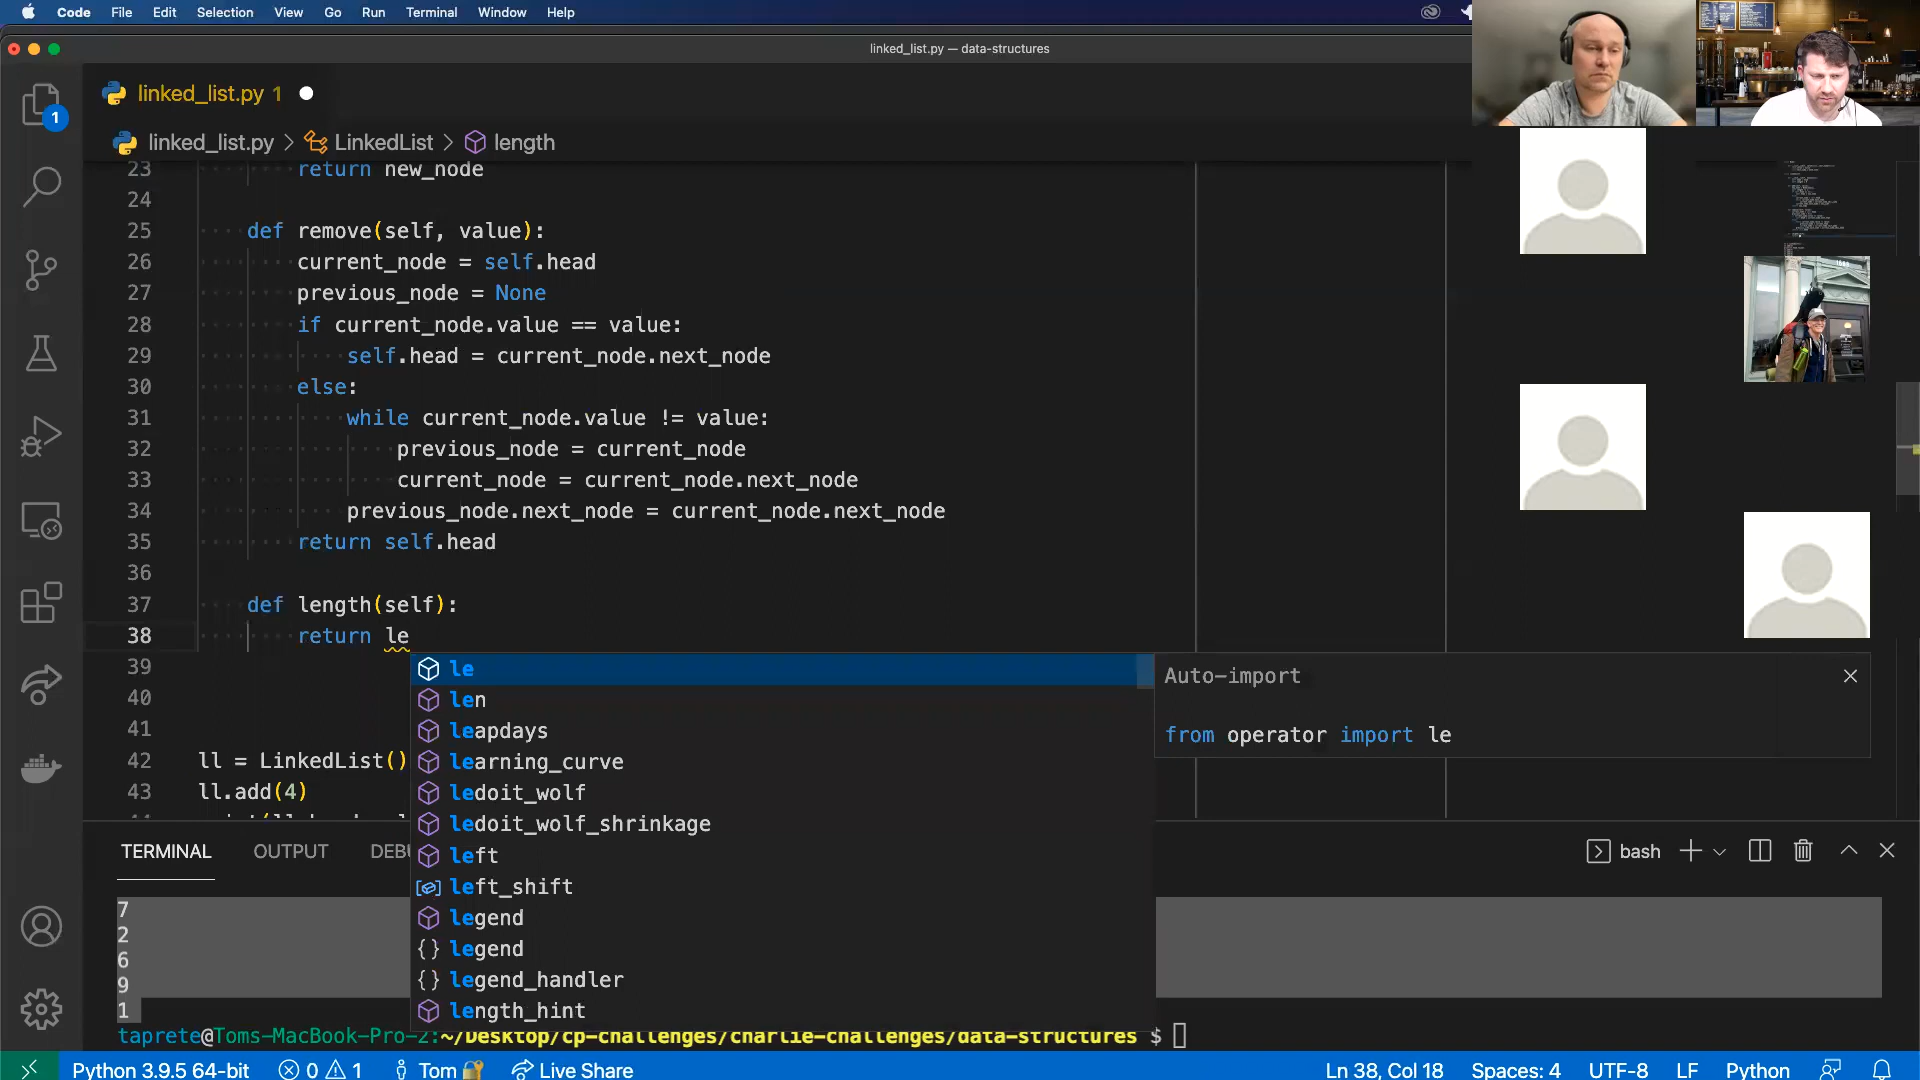 Code File Edit Selection View Go Run Terminal Window Help
linked_list.py — data-structures
linked_list.py 1
linked_list.py > LinkedList > length
1
23 return new_node
24
25 def remove(self, value):
26 current_node = self.head
27 previous_node = None
28 if current_node.value == value:
29 self.head = current_node.next_node
30 else:
31 while current_node.value != value:
32 previous_node = current_node
33 current_node = current_node.next_node
34 previous_node.next_node = current_node.next_node
35 return self.head
36
37 def length(self):
38 return le
39
40
41
42 ll = LinkedList()
43 ll.add(4)
le
len
leapdays
learning_curve
ledoit_wolf
ledoit_wolf_shrinkage
left
left_shift
legend
legend
legend_handler
length_hint
Auto-import
from operator import le
TERMINAL OUTPUT DEBU
bash
7
2
6
9
1
taprete@Toms-MacBook-Pro-2:~/Desktop/cp-challenges/charlie-challenges/data-structures $
Python 3.9.5 64-bit 0 1 Tom Live Share Ln 38, Col 18 Spaces: 4 UTF-8 LF Python